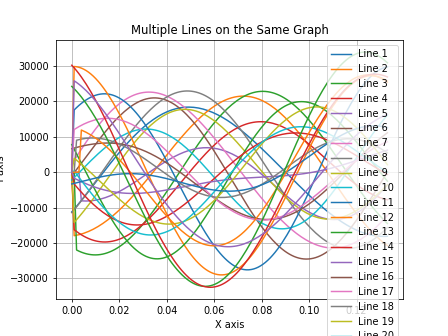 Multiple Lines on the Same Graph
30000
20000
10000
0
−10000
−20000
−30000
0.00
0.02
0.04
0.06
0.08
0.10
X axis
Line 1
Line 2
Line 3
Line 4
Line 5
Line 6
Line 7
Line 8
Line 9
Line 10
Line 11
Line 12
Line 13
Line 14
Line 15
Line 16
Line 17
Line 18
Line 19
Line 20